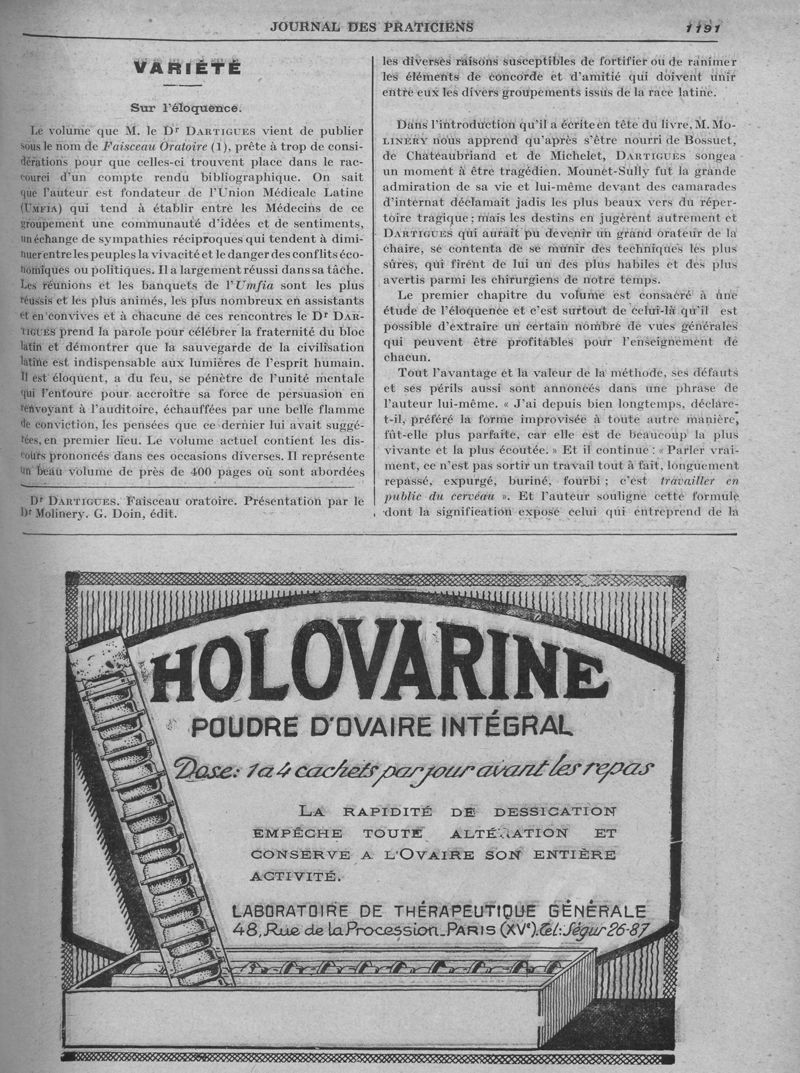 JOURNAL DES PRATICIENS
1191
VARIÉTÉ
Sur l'éloquence.
Le volume que M. le Dr DARTIGUES vient de publier
sous le nom de Faisceau Oratoire (1), prête à trop de consi-
dérations pour que celles-ci trouvent place dans le rac-
courci d'un compte rendu bibliographique. On sait
que l'auteur est fondateur de l'Union Médicale Latine
(UMFIA) qui tend à établir entre les Médecins de ce
groupement une communauté d'idées et de sentiments,
un échange de sympathies réciproques qui tendent à dimi-
nuer entre les peuples la vivacité et le danger des conflits éco-
nomiques ou politiques. Il a largement réussi dans sa tâche.
Les réunions et les banquets de l'Umfia sont les plus
réussis et les plus animés, les plus nombreux en assistants
et en convives et à chacune de ces rencontres le Dr DAR-
TIGUES prend la parole pour célébrer la fraternité du bloc
latin et démontrer que la sauvegarde de la civilisation
latine est indispensable aux lumières de l'esprit humain.
Il est éloquent, a du feu, se pénètre de l'unité mentale
qui l'entoure pour accroître sa force de persuasion en
renvoyant à l'auditoire, échauffées par une belle flamme
de conviction, les pensées que ce dernier lui avait suggé-
rées, en premier lieu. Le volume actuel contient les dis-
cours prononcés dans ces occasions diverses. Il représente
un beau volume de près de 400 pages où sont abordées
Dr DARTIGUES. Faisceau oratoire. Présentation par le
Dr Molinery. G. Doin, édit.
les diverses raisons susceptibles de fortifier ou de ranimer
les éléments de concorde et d'amitié qui doivent unir
entre eux les divers groupements issus de la race latine.
Dans l'introduction qu'il a écrite en tête du livre, M. MO-
LINERY nous apprend qu'après s'être nourri de Bossuet,
de Chateaubriand et de Michelet, DARTIGUES songea
un moment à être tragédien. Mounet-Sully fut la grande
admiration de sa vie et lui-même devant des camarades
d'internat déclamait jadis les plus beaux vers du réper-
toire tragique ; mais les destins en jugèrent autrement et
DARTIGUES qui aurait pu devenir un grand orateur de la
chaire, se contenta de se munir des techniques les plus
sûres, qui firent de lui un des plus habiles et des plus
avertis parmi les chirurgiens de notre temps.
Le premier chapitre du volume est consacré à une
étude de l'éloquence et c'est surtout de celui-là qu'il est
possible d'extraire un certain nombre de vues générales
qui peuvent être profitables pour l'enseignement de
chacun.
Tout l'avantage et la valeur de la méthode, ses défauts
et ses périls aussi sont annoncés dans une phrase de
l'auteur lui-même. « J'ai depuis bien longtemps, déclare-
t-il, préféré la forme improvisée à toute autre manière,
fût-elle plus parfaite, car elle est de beaucoup la plus
vivante et la plus écoutée. » Et il continue : « Parler vrai-
ment, ce n'est pas sortir un travail tout à fait, longuement
repassé, expurgé, buriné, fourbi ; c'est travailler en
public du cerveau ». Et l'auteur souligne cette formule
dont la signification expose celui qui entreprend de la
HOLOVARINE
POUDRE D'OVAIRE INTÉGRAL
Dose: 1 a 4 cachets par jour avant les repas
LA RAPIDITÉ DE DESSICATION
EMPÊCHE TOUTE ALTÉRATION ET
CONSERVE A L'OVAIRE SON ENTIÈRE
ACTIVITÉ.
LABORATOIRE DE THÉRAPEUTIQUE GÉNÉRALE
48, Rue de la Procession_PARIS (XVe). Tél: Ségur 26-87